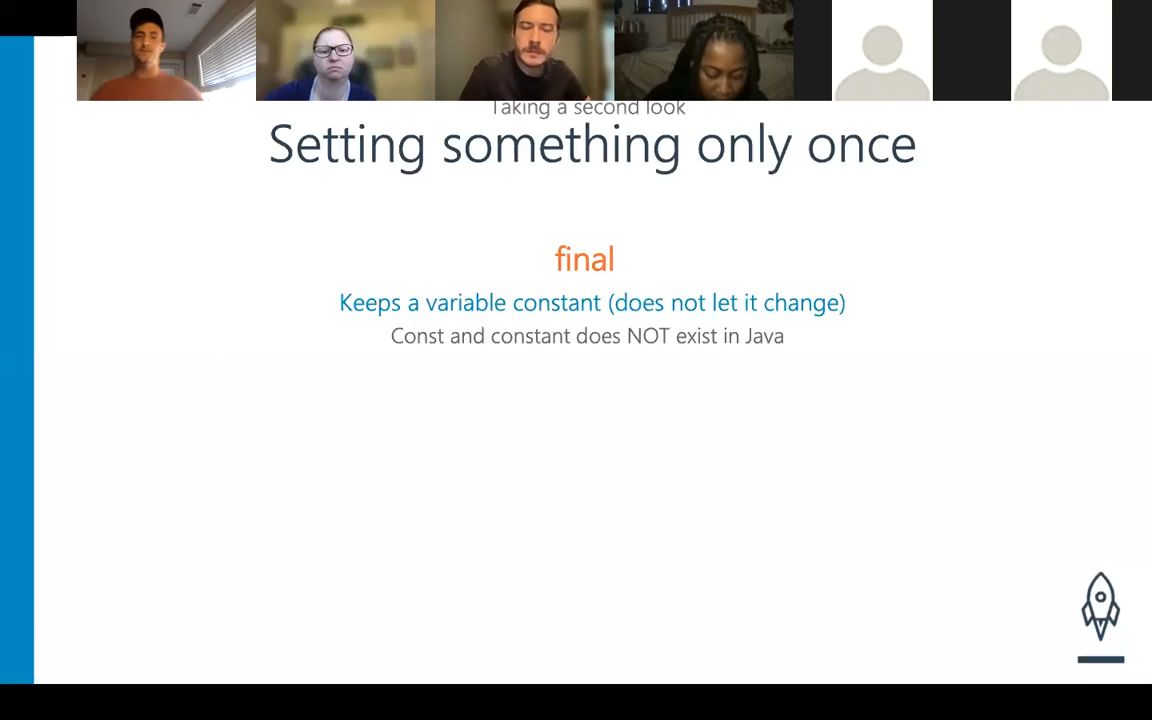 Taking a second look
Setting something only once
final
Keeps a variable constant (does not let it change)
Const and constant does NOT exist in Java